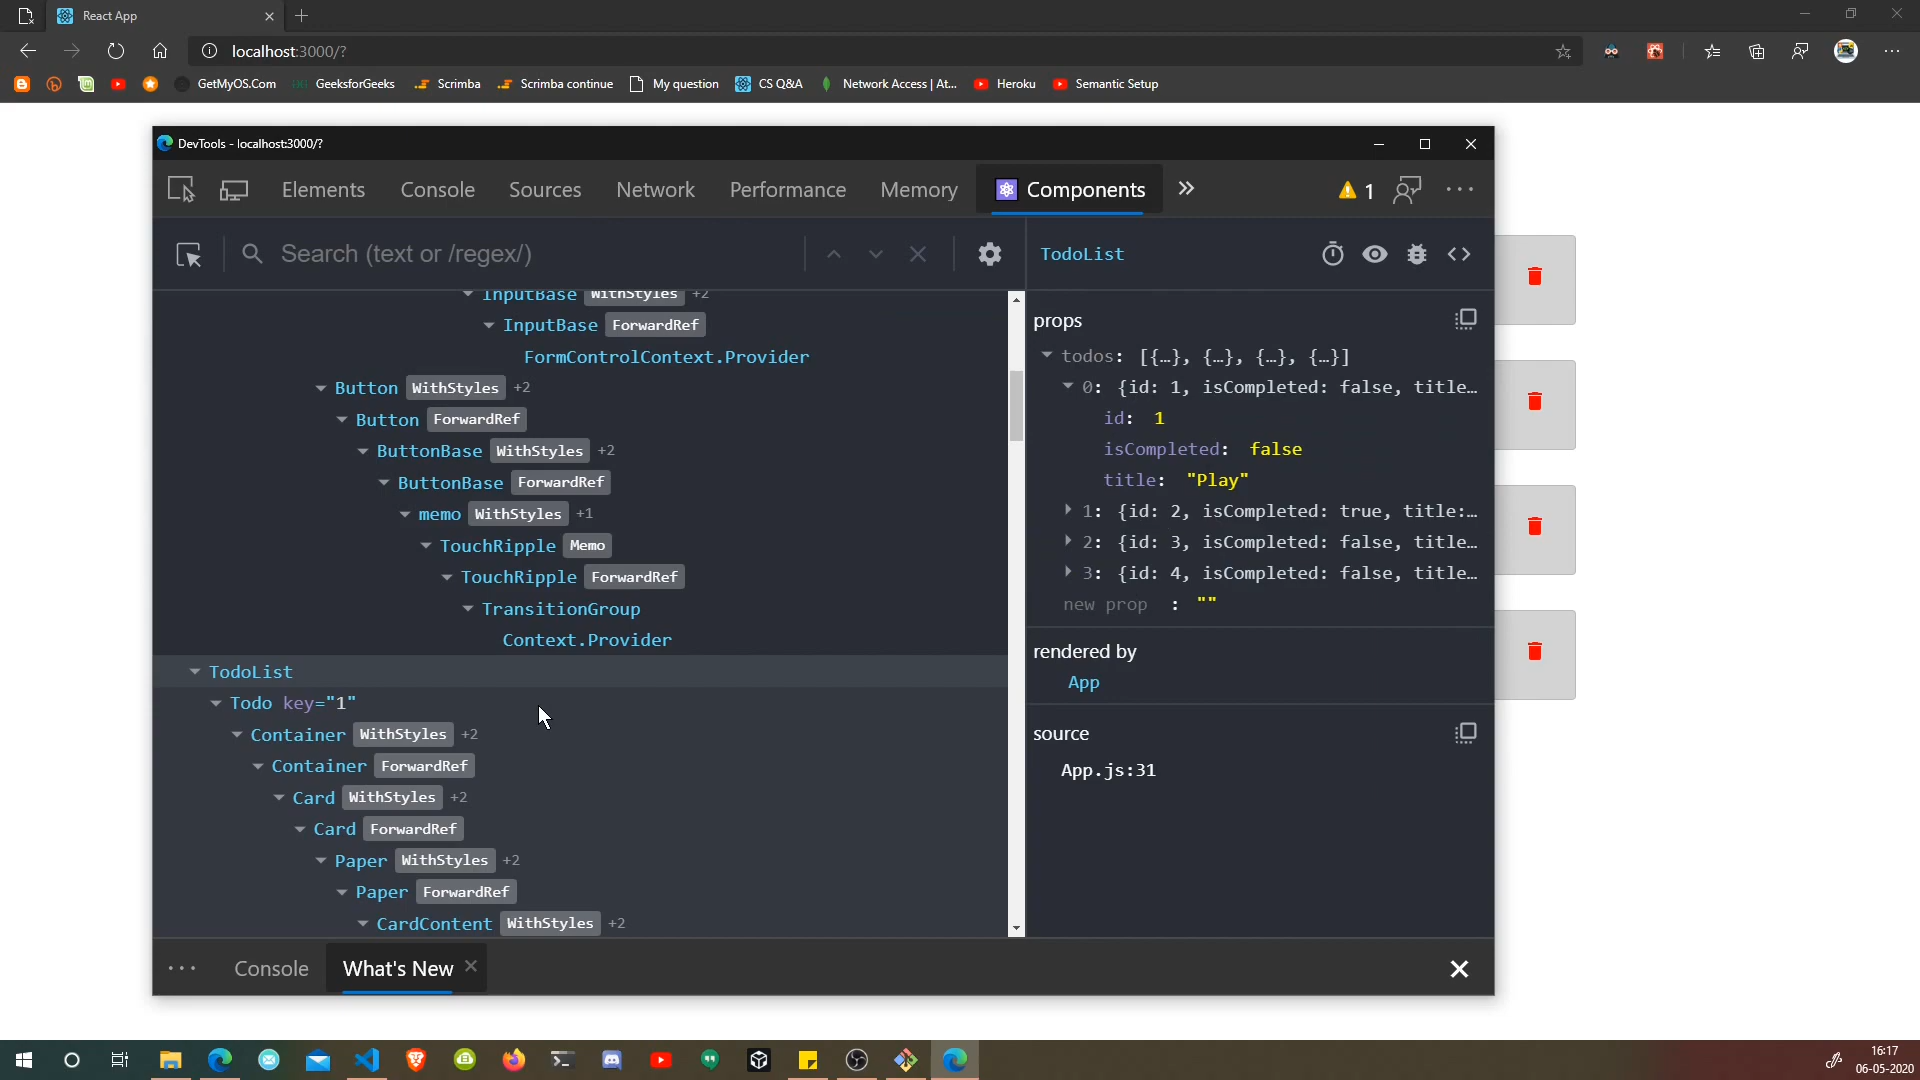 React App
localhost:3000/?
GetMyOS.Com
GeeksforGeeks
Scrimba
Scrimba continue
My question
CS Q&A
Network Access | At...
Heroku
Semantic Setup
DevTools - localhost:3000/?
Elements
Console
Sources
Network
Performance
Memory
Components
1
Search (text or /regex/)
TodoList
InputBase WithStyles +2
InputBase ForwardRef
FormControlContext.Provider
Button WithStyles +2
Button ForwardRef
ButtonBase WithStyles +2
ButtonBase ForwardRef
memo WithStyles +1
TouchRipple Memo
TouchRipple ForwardRef
TransitionGroup
Context.Provider
TodoList
Todo key="1"
Container WithStyles +2
Container ForwardRef
Card WithStyles +2
Card ForwardRef
Paper WithStyles +2
Paper ForwardRef
CardContent WithStyles +2
props
todos: [{…}, {…}, {…}, {…}]
0: {id: 1, isCompleted: false, title…
id: 1
isCompleted: false
title: "Play"
1: {id: 2, isCompleted: true, title:…
2: {id: 3, isCompleted: false, title…
3: {id: 4, isCompleted: false, title…
new prop : ""
rendered by
App
source
App.js:31
Console
What's New
16:17
06-05-2020